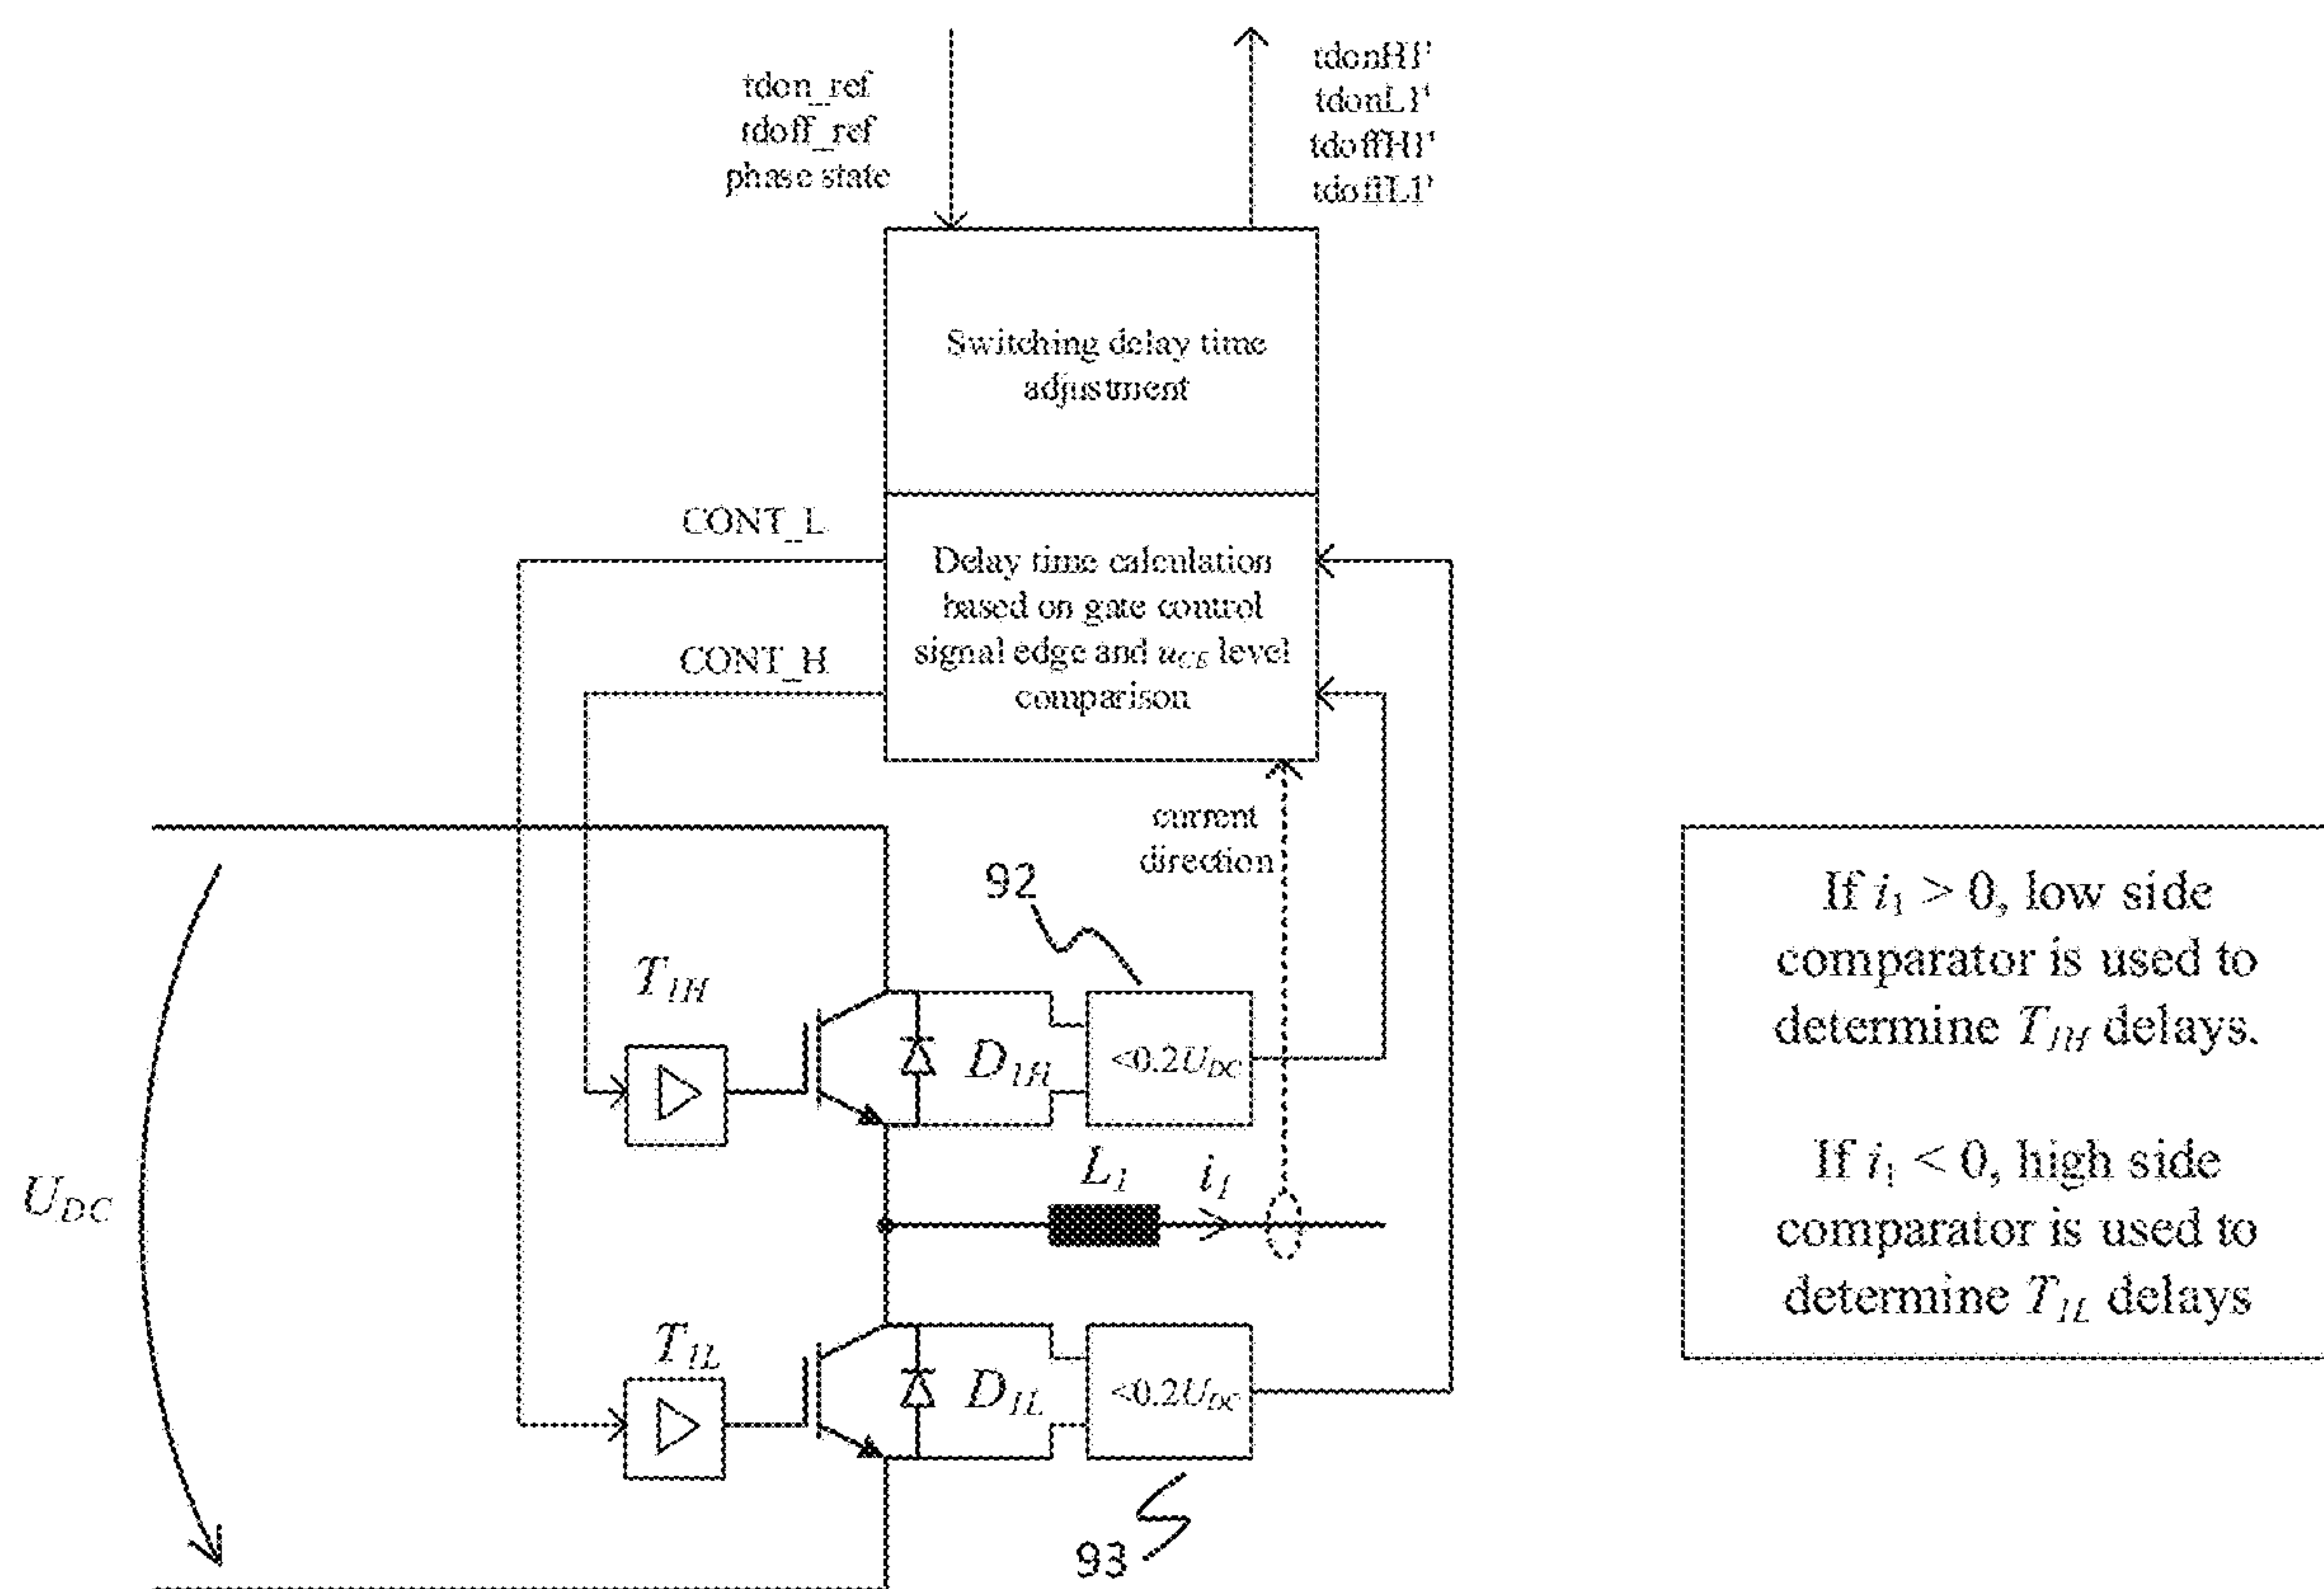 tdon_ref
tdoff_ref
phase state
tdonH1'
tdonL1'
tdoffH1'
tdoffL1'
Switching delay time
adjustment
CONT_L
CONT_H
Delay time calculation
based on gate control
signal edge and uCE level
comparison
current
direction
92
T1H
D1H
<0.2UDC
UDC
L1
i1
T1L
D1L
<0.2UDC
93
If i1 > 0, low side
comparator is used to
determine T1H delays.
If i1 < 0, high side
comparator is used to
determine T1L delays